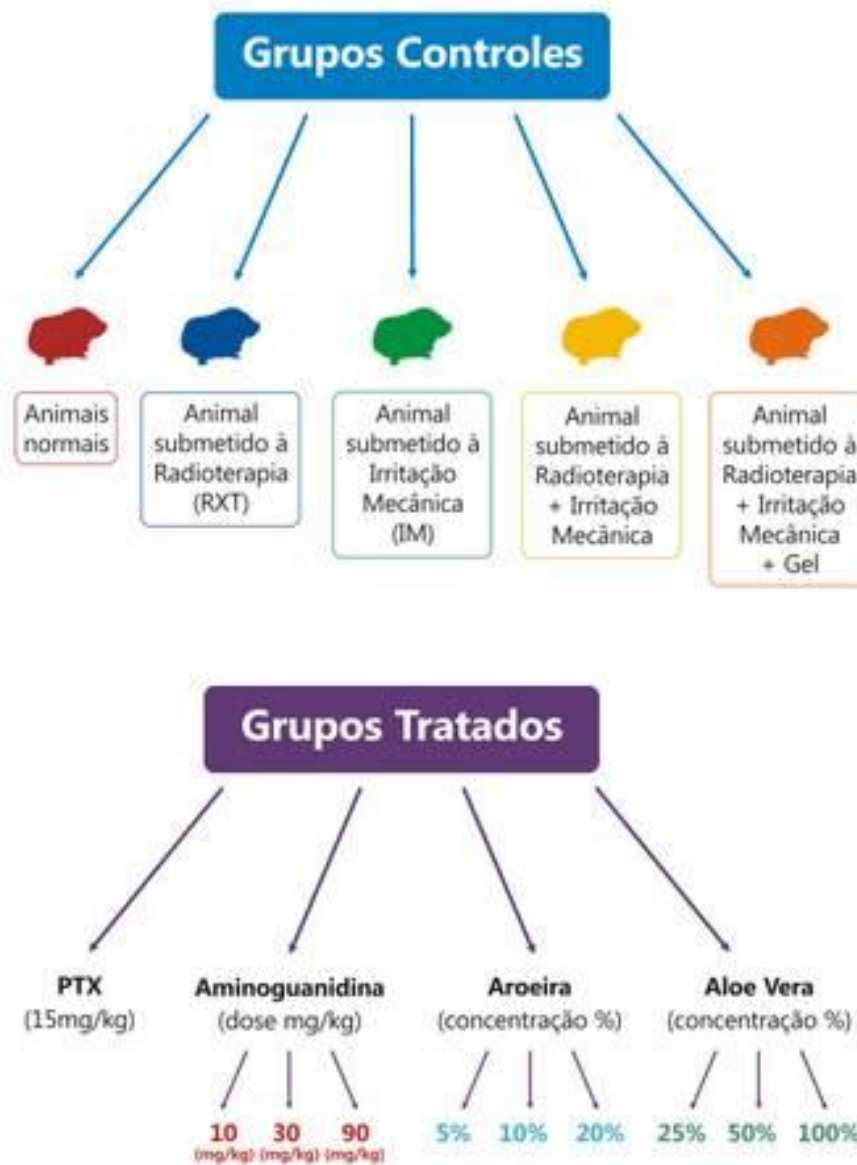 Grupos Controles
Animais
normais
Animal
submetido à
Radioterapia
(RXT)
Animal
submetido à
Irritação
Mecânica
(IM)
Animal
submetido à
Radioterapia
+ Irritação
Mecânica
Animal
submetido à
Radioterapia
+ Irritação
Mecânica
+ Gel
Grupos Tratados
PTX
(15mg/kg)
Aminoguanidina
(dose mg/kg)
10
(mg/kg)
30
(mg/kg)
90
(mg/kg)
Aroeira
(concentração %)
5% 10% 20%
Aloe Vera
(concentração %)
25% 50% 100%